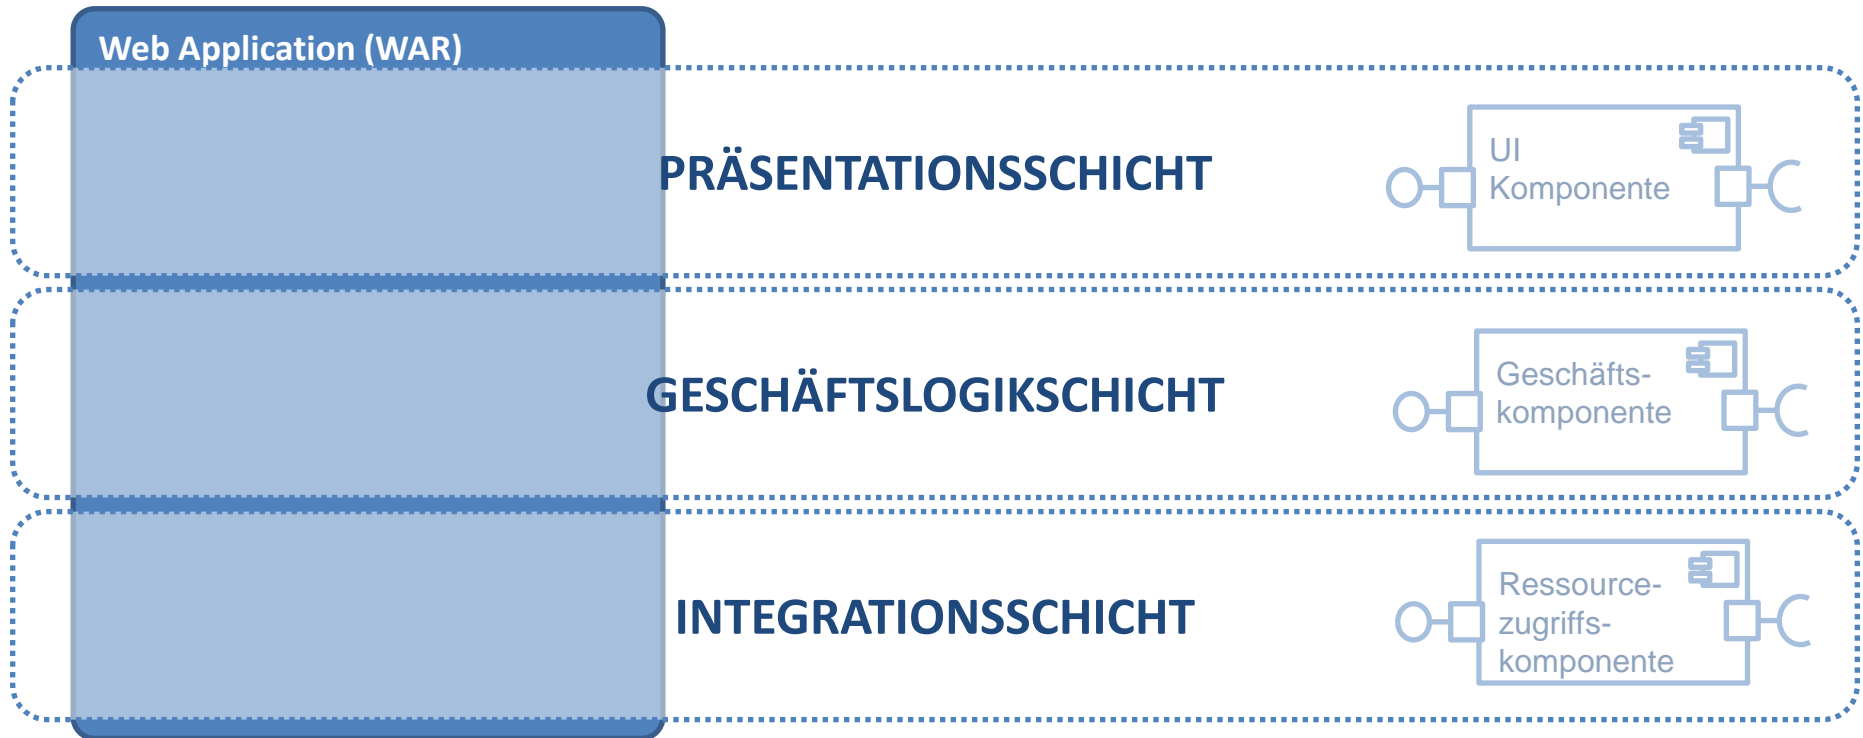 Web Application (WAR)
PRÄSENTATIONSSCHICHT
UI
Komponente
GESCHÄFTSLOGIKSCHICHT
Geschäfts-
komponente
INTEGRATIONSSCHICHT
Ressource-
zugriffs-
komponente